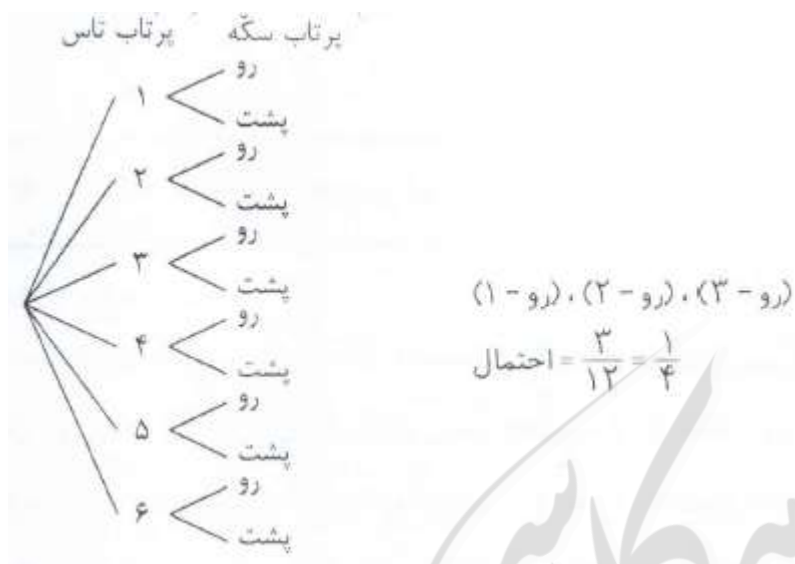 پرتاب تاس پرتاب سکّه
۱ رو
پشت
۲ رو
پشت
۳ رو
پشت
۴ رو
پشت
۵ رو
پشت
۶ رو
پشت
(رو - ۳)، (رو - ۲)، (رو - ۱)
احتمال = ۳/۱۲ = ۱/۴